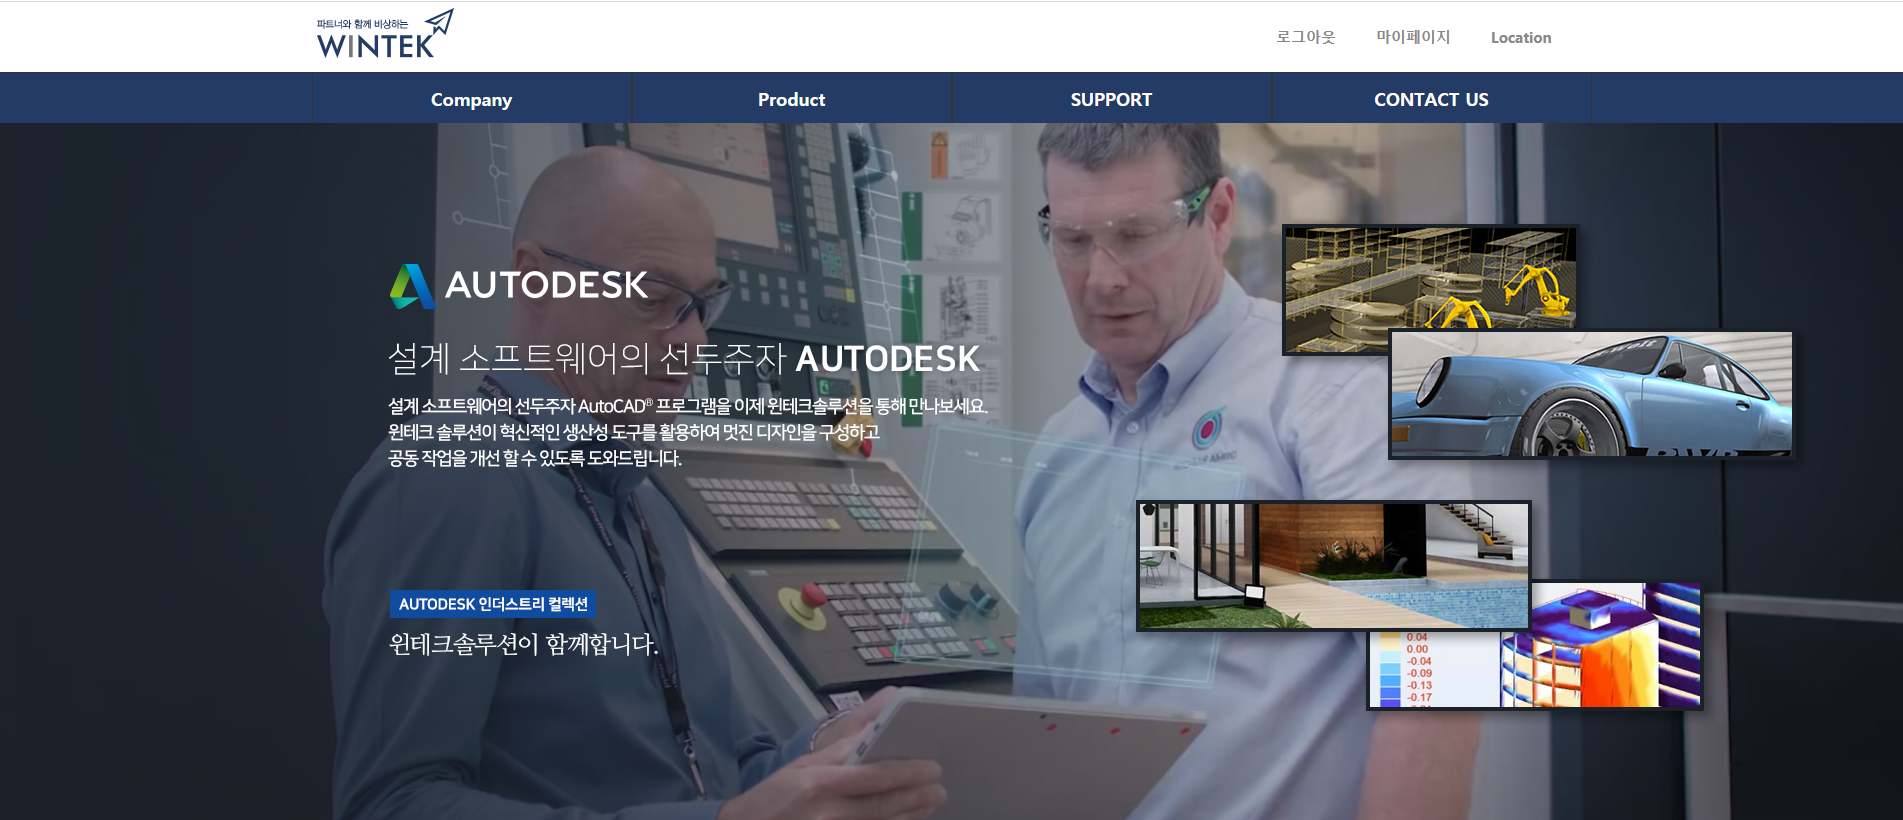 파트너와 함께 비상하는
WINTEK
로그아웃 마이페이지 Location
Company Product SUPPORT CONTACT US
AUTODESK
설계 소프트웨어의 선두주자 AUTODESK
설계 소프트웨어의 선두주자 AutoCAD® 프로그램을 이제 윈테크솔루션을 통해 만나보세요.
윈테크 솔루션이 혁신적인 생산성 도구를 활용하여 멋진 디자인을 구성하고
공동 작업을 개선 할 수 있도록 도와드립니다.
AUTODESK 인더스트리 컬렉션
윈테크솔루션이 함께합니다.
0.04
0.00
-0.04
-0.09
-0.13
-0.17